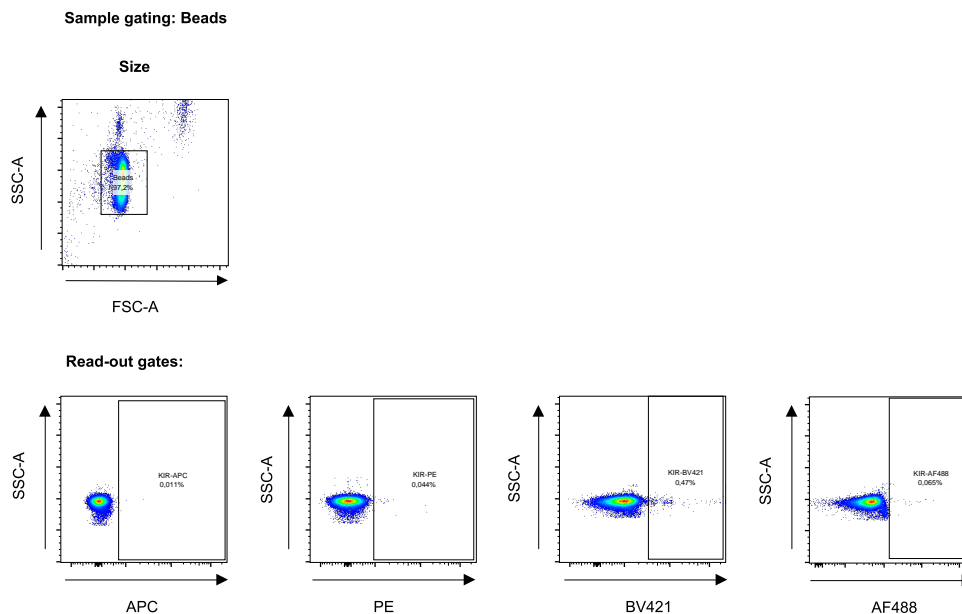 Sample gating: Beads
Size
SSC-A
Beads
97,2%
FSC-A
Read-out gates:
SSC-A
KIR-APC
0,011%
APC
SSC-A
KIR-PE
0,044%
PE
SSC-A
KIR-BV421
0,47%
BV421
SSC-A
KIR-AF488
0,065%
AF488